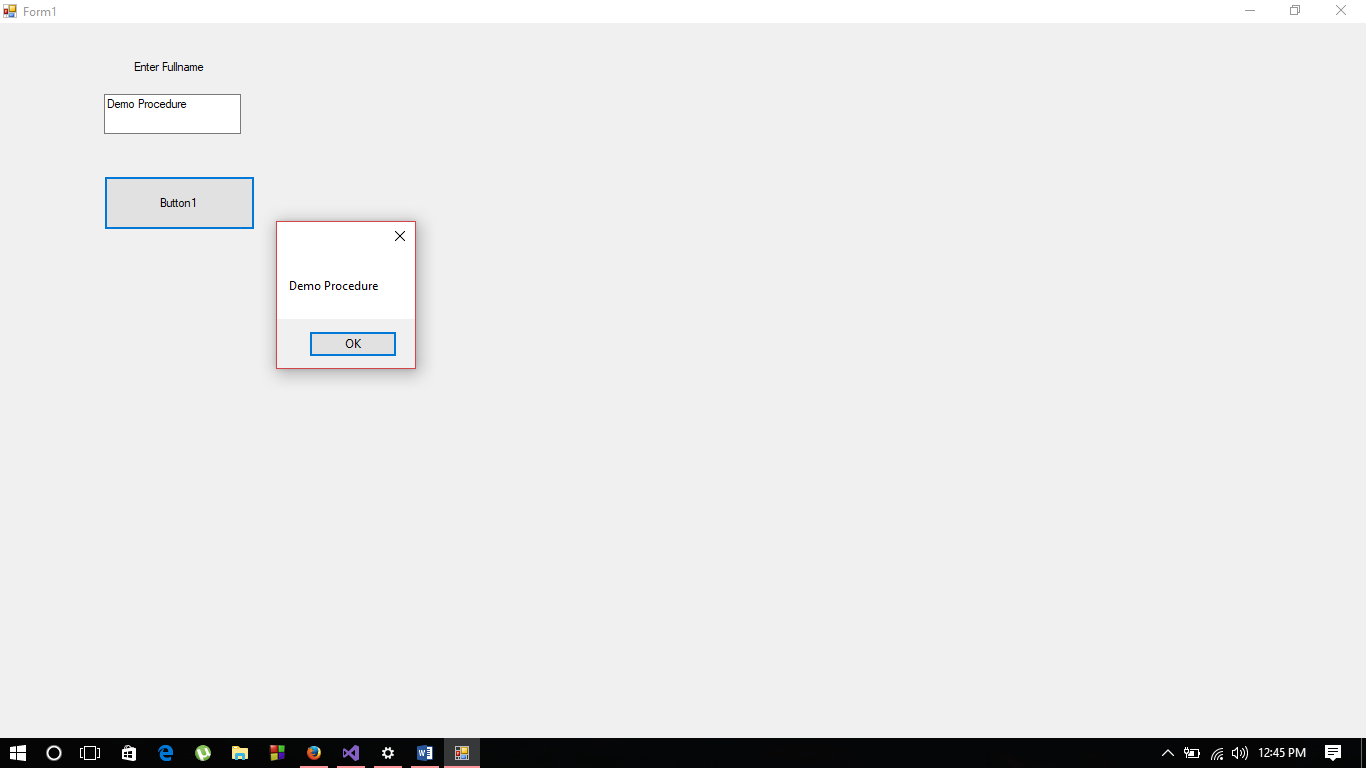 Form1
Enter Fullname
Demo Procedure
Button1
Demo Procedure
OK
12:45 PM